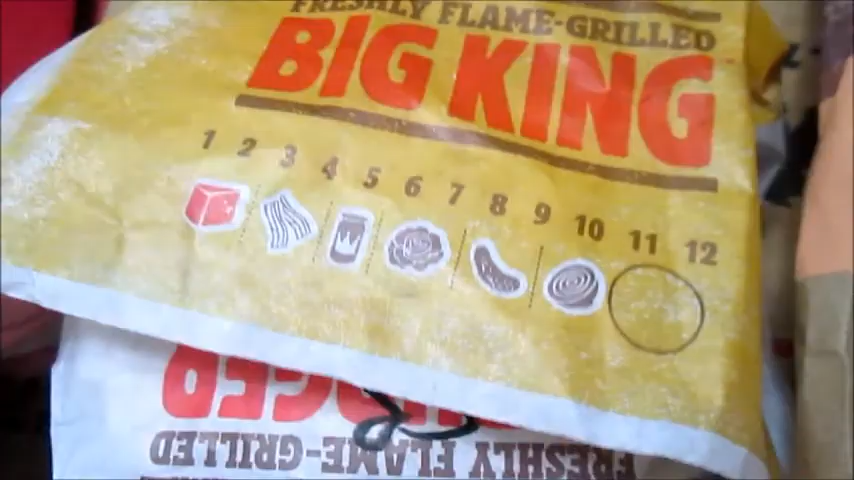 FRESHLY FLAME-GRILLED
BIG KING
1 2 3 4 5 6 7 8 9 10 11 12
FRESHLY FLAME-GRILLED